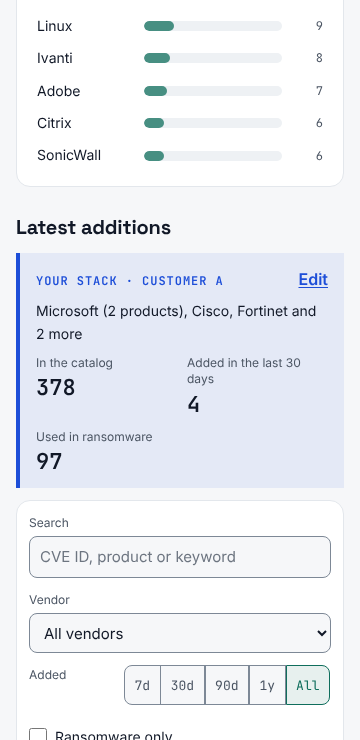 Linux 9
Ivanti 8
Adobe 7
Citrix 6
SonicWall 6
Latest additions
YOUR STACK · CUSTOMER A Edit
Microsoft (2 products), Cisco, Fortinet and
2 more
In the catalog
378
Added in the last 30
days
4
Used in ransomware
97
Search
CVE ID, product or keyword
Vendor
All vendors
Added 7d 30d 90d 1y All
Ransomware only